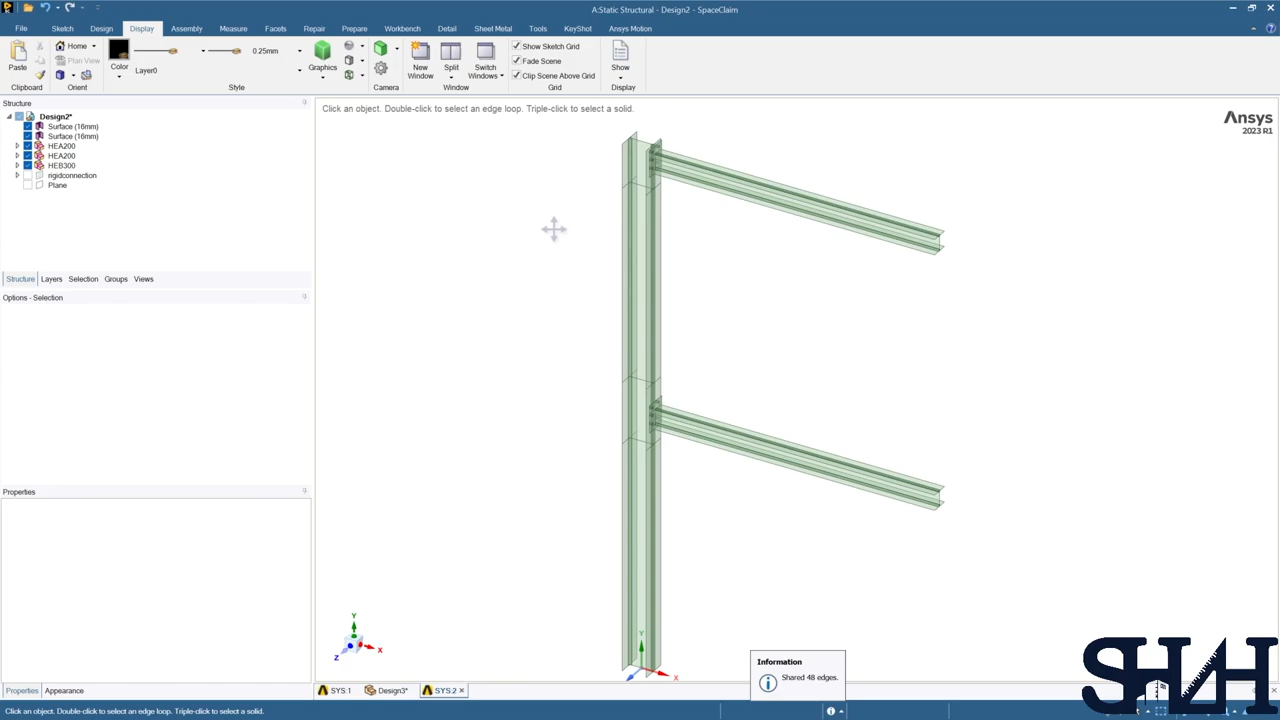 A:Static Structural - Design2 - SpaceClaim
File Sketch Design Display Assembly Measure Facets Repair Prepare Workbench Detail Sheet Metal Tools KeyShot Ansys Motion
Paste
Clipboard
Home
Plan View
Orient
Color
Layer0
0.25mm
Style
Graphics
Camera
New Window
Split
Switch Windows
Window
Show Sketch Grid
Fade Scene
Clip Scene Above Grid
Grid
Show
Display
Structure
Design2*
Surface (16mm)
Surface (16mm)
HEA200
HEA200
HEB300
rigidconnection
Plane
Structure Layers Selection Groups Views
Options - Selection
Properties
Properties Appearance
Click an object. Double-click to select an edge loop. Triple-click to select a solid.
Ansys
2023 R1
Y
X
Z
Y
X
Information
Shared 48 edges.
SYS:1 Design3* SYS:2
Click an object. Double-click to select an edge loop. Triple-click to select a solid.